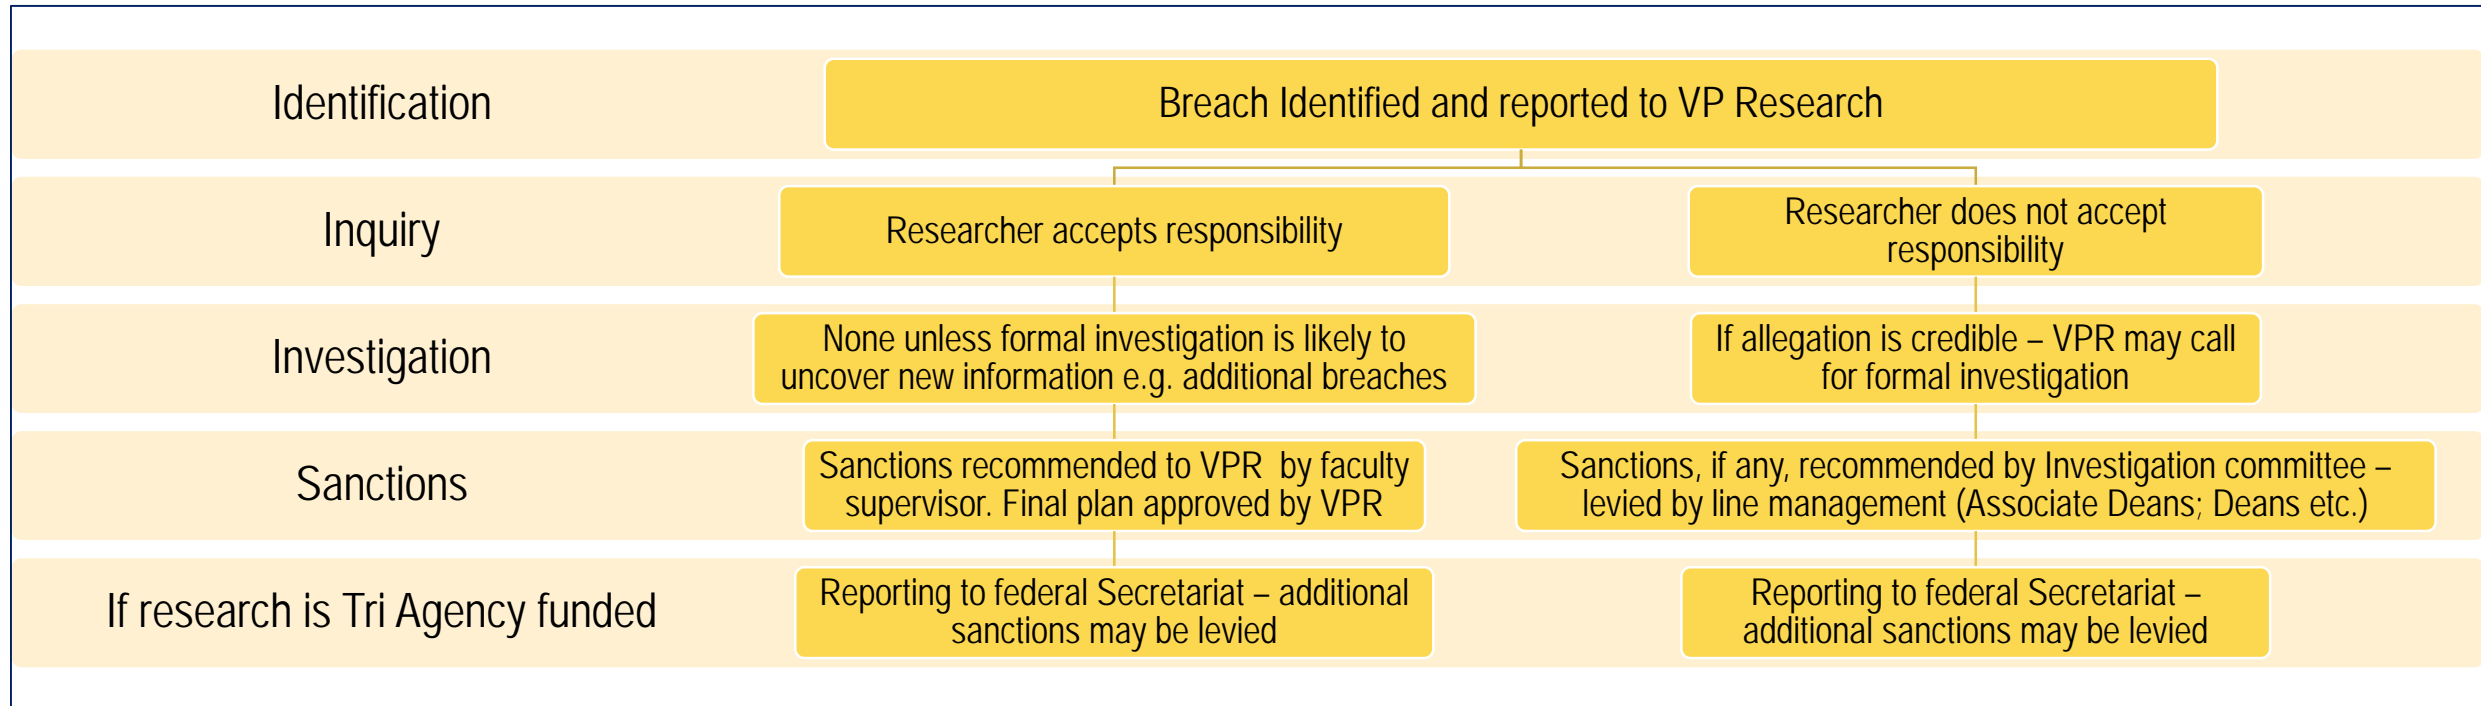 Identification
Breach Identified and reported to VP Research
Inquiry
Researcher accepts responsibility
Researcher does not accept
responsibility
Investigation
None unless formal investigation is likely to
uncover new information e.g. additional breaches
If allegation is credible – VPR may call
for formal investigation
Sanctions
Sanctions recommended to VPR  by faculty
supervisor. Final plan approved by VPR
Sanctions, if any, recommended by Investigation committee –
levied by line management (Associate Deans; Deans etc.)
If research is Tri Agency funded
Reporting to federal Secretariat – additional
sanctions may be levied
Reporting to federal Secretariat –
additional sanctions may be levied